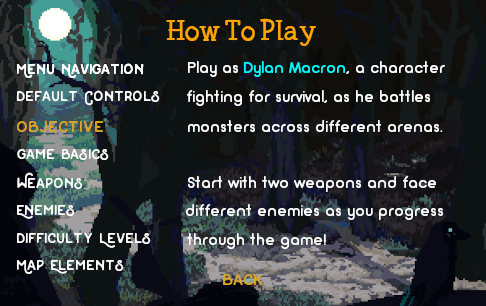 How To Play
MENU NAVIGATION
DEFAULT CONTROLS
OBJECTIVE
GAME BASICS
WEAPONS
ENEMIES
DIFFICULTY LEVELS
MAP ELEMENTS
Play as Dylan Macron, a character
fighting for survival, as he battles
monsters across different arenas.
Start with two weapons and face
different enemies as you progress
through the game!
BACK